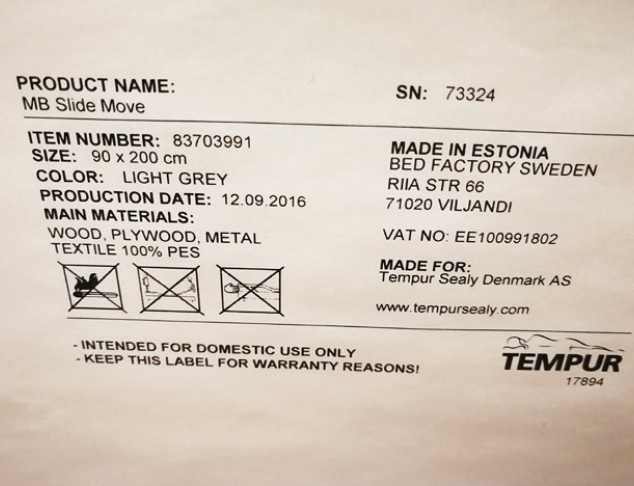 PRODUCT NAME:
MB Slide Move
SN: 73324
ITEM NUMBER: 83703991
SIZE: 90 x 200 cm
COLOR: LIGHT GREY
PRODUCTION DATE: 12.09.2016
MAIN MATERIALS:
WOOD, PLYWOOD, METAL
TEXTILE 100% PES
MADE IN ESTONIA
BED FACTORY SWEDEN
RIIA STR 66
71020 VILJANDI
VAT NO: EE100991802
MADE FOR:
Tempur Sealy Denmark AS
www.tempursealy.com
- INTENDED FOR DOMESTIC USE ONLY
- KEEP THIS LABEL FOR WARRANTY REASONS!
TEMPUR
17894